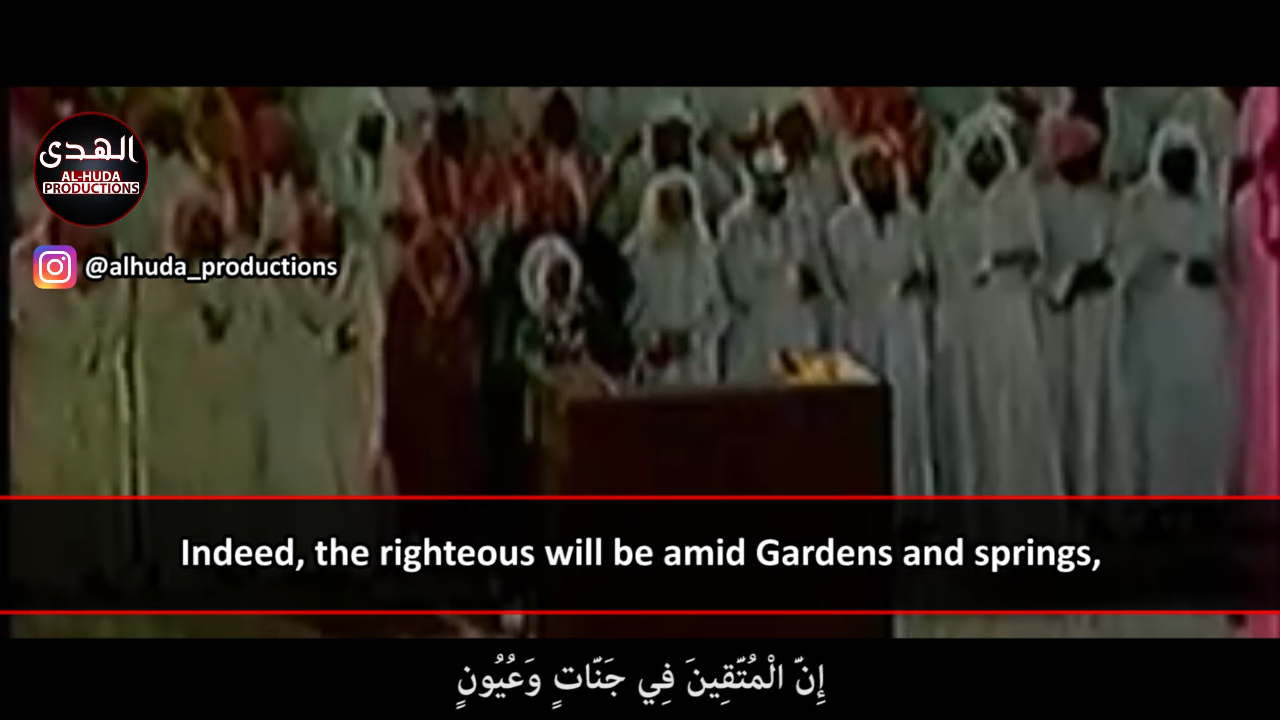 الهدى
AL-HUDA
PRODUCTIONS
@alhuda_productions
Indeed, the righteous will be amid Gardens and springs,
إِنَّ الْمُتَّقِينَ فِي جَنَّاتٍ وَعُيُونٍ